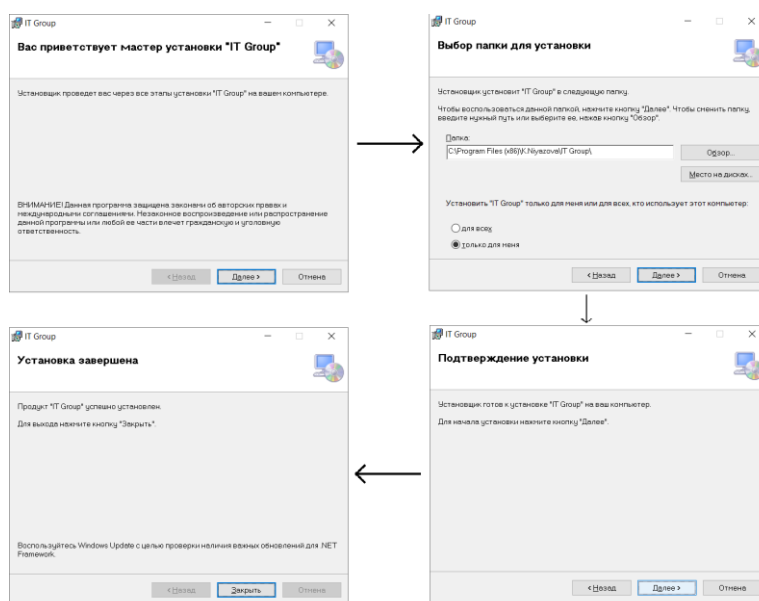 IT Group
Вас приветствует мастер установки "IT Group"
Установщик проведет вас через все этапы установки "IT Group" на вашем компьютере.
ВНИМАНИЕ! Данная программа защищена законами об авторских правах и
международными соглашениями. Незаконное воспроизведение или распространение
данной программы или любой ее части влечет гражданскую и уголовную
ответственность.
< Назад Далее > Отмена
IT Group
Выбор папки для установки
Установщик установит "IT Group" в следующую папку.
Чтобы воспользоваться данной папкой, нажмите кнопку "Далее". Чтобы сменить папку,
введите нужный путь или выберите ее, нажав кнопку "Обзор".
Папка:
C:\Program Files (x86)\K.Niyazova\IT Group\
Обзор...
Место на дисках...
Установить "IT Group" только для меня или для всех, кто использует этот компьютер:
для всех
только для меня
< Назад Далее > Отмена
IT Group
Подтверждение установки
Установщик готов к установке "IT Group" на ваш компьютер.
Для начала установки нажмите кнопку "Далее".
< Назад Далее > Отмена
IT Group
Установка завершена
Продукт "IT Group" успешно установлен.
Для выхода нажмите кнопку "Закрыть".
Воспользуйтесь Windows Update с целью проверки наличия важных обновлений для .NET
Framework.
< Назад Закрыть Отмена